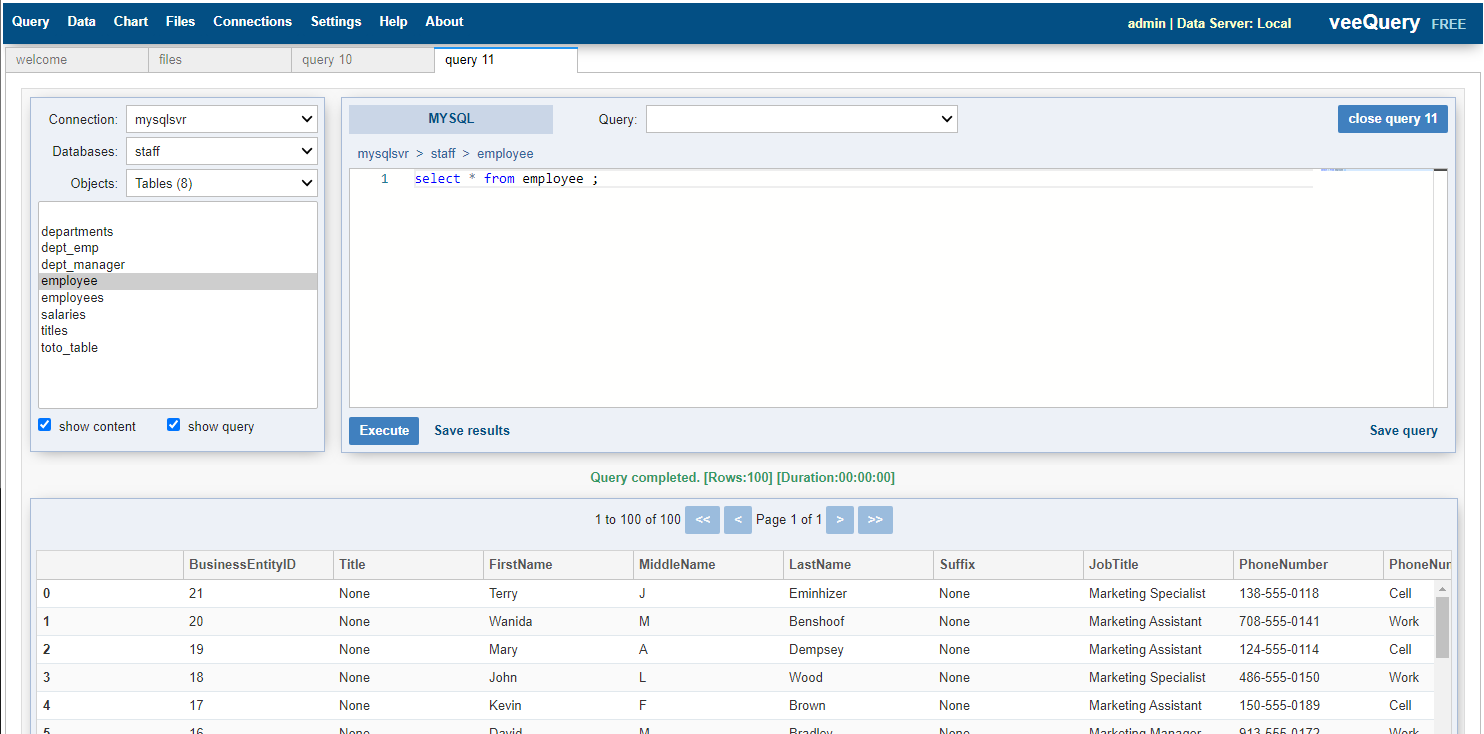 Query Data Chart Files Connections Settings Help About admin | Data Server: Local veeQuery FREE
welcome files query 10 query 11
Connection: mysqlsvr
Databases: staff
Objects: Tables (8)
departments
dept_emp
dept_manager
employee
employees
salaries
titles
toto_table
show content show query
MYSQL Query: close query 11
mysqlsvr > staff > employee
1 select * from employee ;
Execute Save results Save query
Query completed. [Rows:100] [Duration:00:00:00]
1 to 100 of 100 << < Page 1 of 1 > >>
BusinessEntityID Title FirstName MiddleName LastName Suffix JobTitle PhoneNumber PhoneNur
0 21 None Terry J Eminhizer None Marketing Specialist 138-555-0118 Cell
1 20 None Wanida M Benshoof None Marketing Assistant 708-555-0141 Work
2 19 None Mary A Dempsey None Marketing Assistant 124-555-0114 Cell
3 18 None John L Wood None Marketing Specialist 486-555-0150 Work
4 17 None Kevin F Brown None Marketing Assistant 150-555-0189 Cell
5 16 None David M Bradley None Marketing Manager 913-555-0172 Work